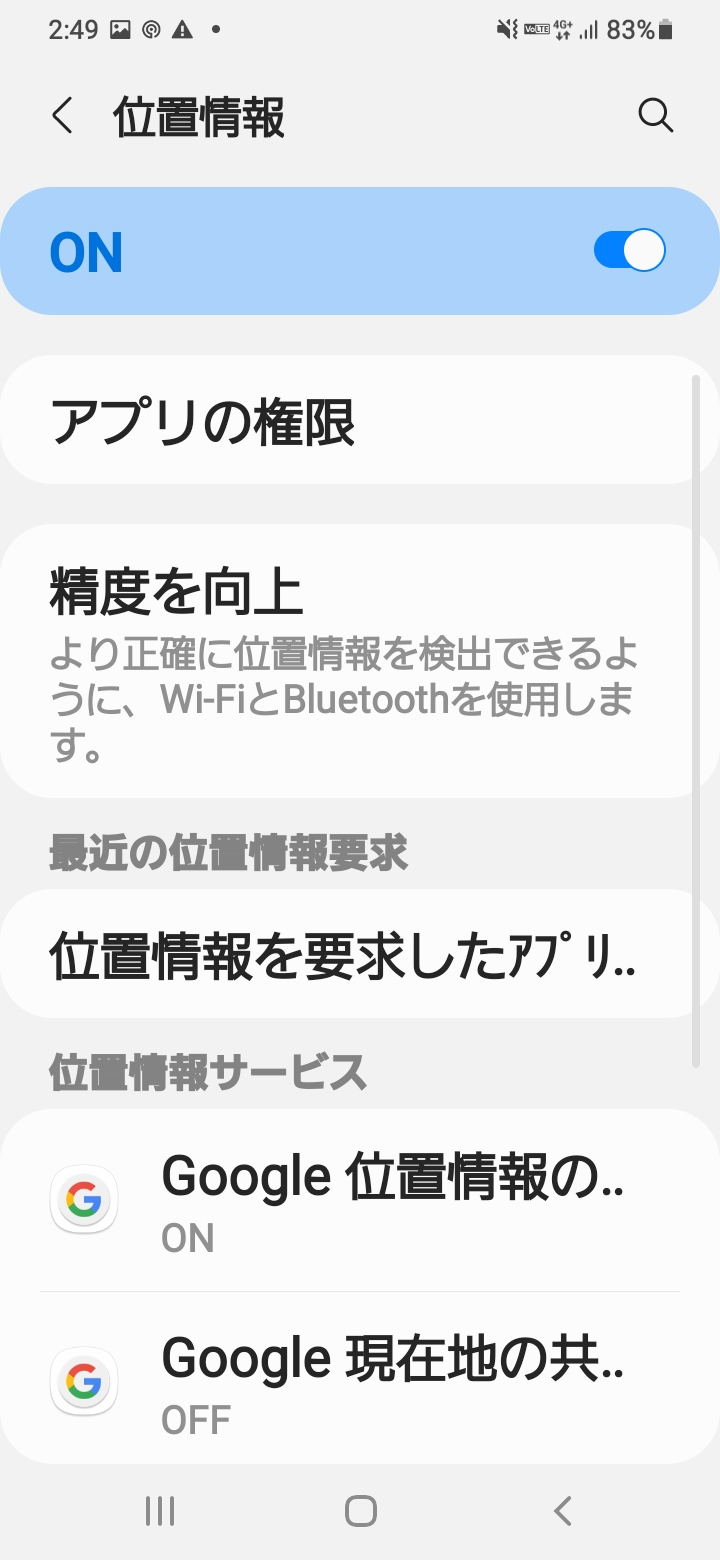 2:49 VoLTE 4G+ 83%
位置情報
ON
アプリの権限
精度を向上
より正確に位置情報を検出できるよ
うに、Wi-FiとBluetoothを使用しま
す。
最近の位置情報要求
位置情報を要求したｱﾌﾟﾘ..
位置情報サービス
Google 位置情報の..
ON
Google 現在地の共..
OFF